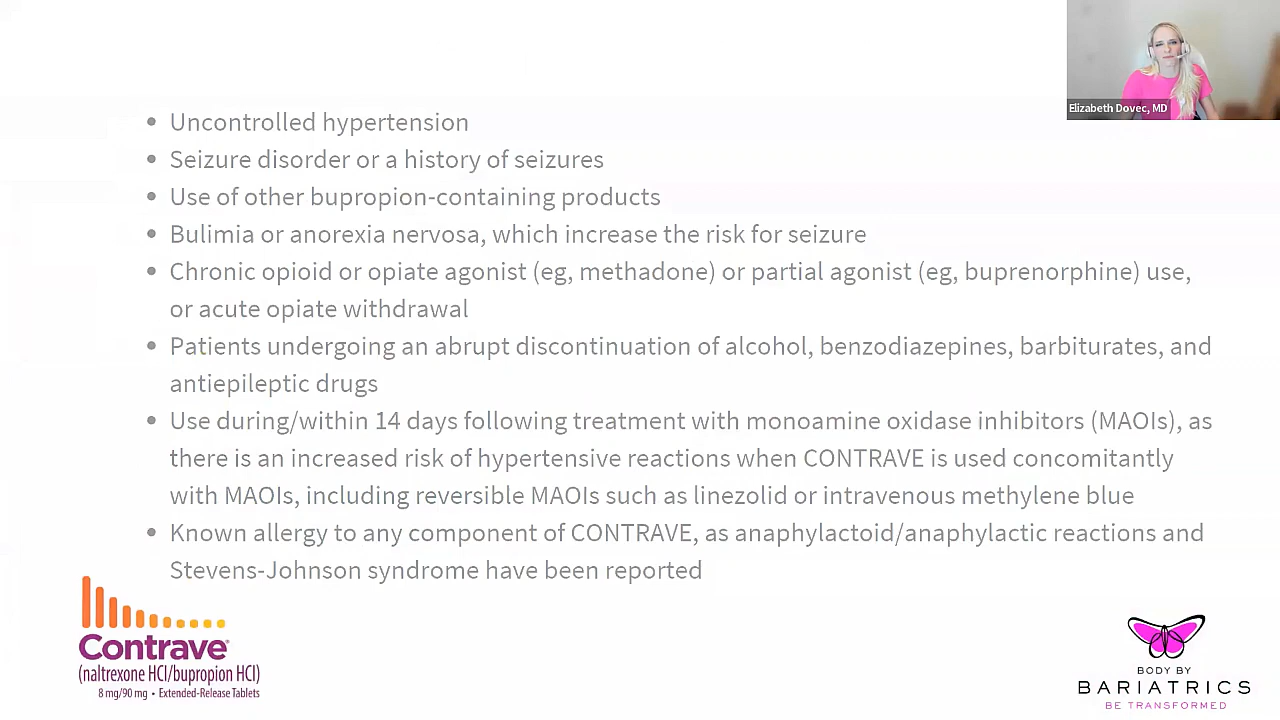 Elizabeth Dovec, MD
• Uncontrolled hypertension
• Seizure disorder or a history of seizures
• Use of other bupropion-containing products
• Bulimia or anorexia nervosa, which increase the risk for seizure
• Chronic opioid or opiate agonist (eg, methadone) or partial agonist (eg, buprenorphine) use,
or acute opiate withdrawal
• Patients undergoing an abrupt discontinuation of alcohol, benzodiazepines, barbiturates, and
antiepileptic drugs
• Use during/within 14 days following treatment with monoamine oxidase inhibitors (MAOIs), as
there is an increased risk of hypertensive reactions when CONTRAVE is used concomitantly
with MAOIs, including reversible MAOIs such as linezolid or intravenous methylene blue
• Known allergy to any component of CONTRAVE, as anaphylactoid/anaphylactic reactions and
Stevens-Johnson syndrome have been reported
Contrave®
(naltrexone HCl/bupropion HCl)
8 mg/90 mg • Extended-Release Tablets
BODY BY
BARIATRICS
BE TRANSFORMED